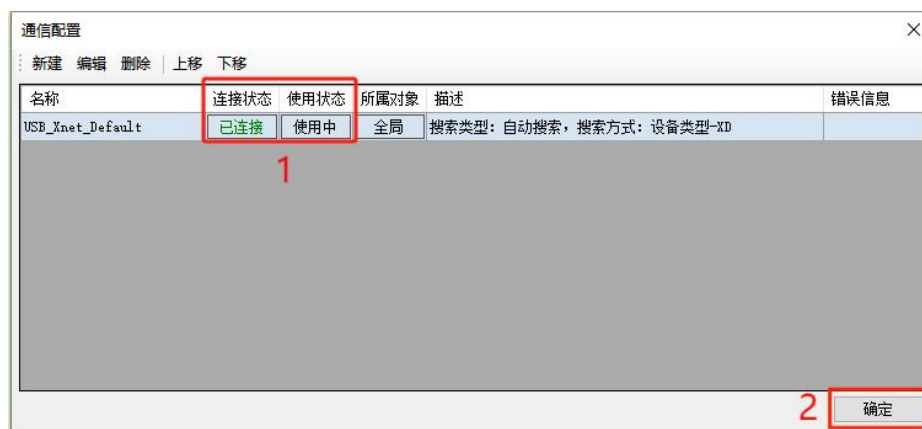 通信配置
新建 编辑 删除 上移 下移
名称 连接状态 使用状态 所属对象 描述 错误信息
USB_Xnet_Default 已连接 使用中 全局 搜索类型：自动搜索，搜索方式：设备类型-XD
1
2 确定